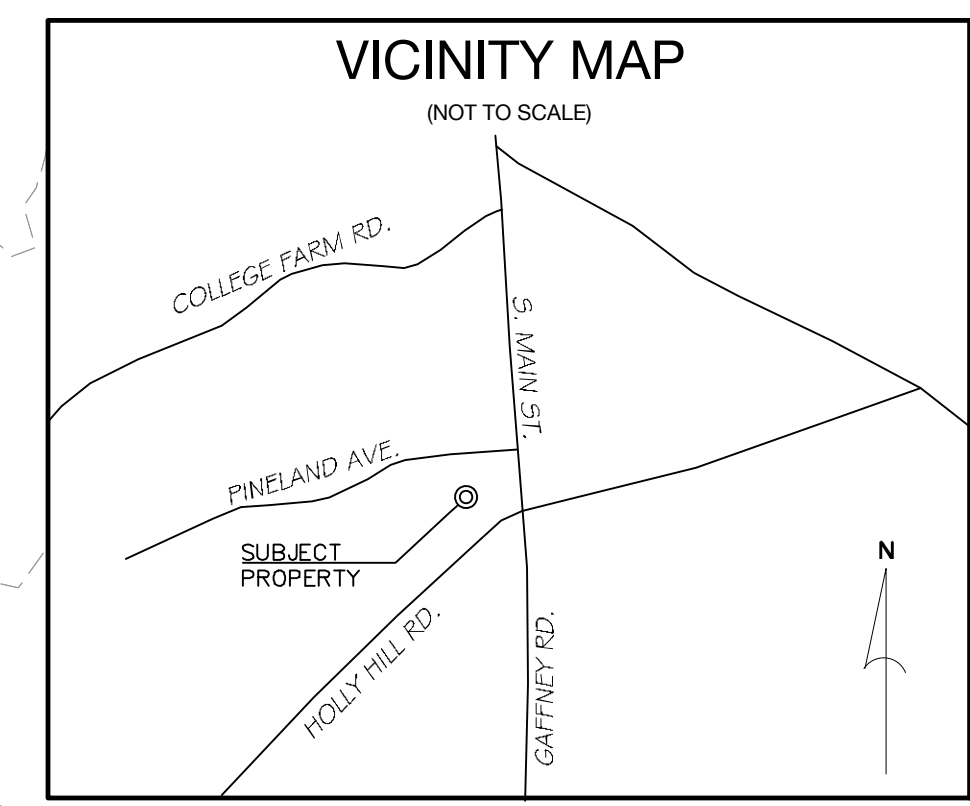 VICINITY MAP
(NOT TO SCALE)
COLLEGE FARM RD.
S. MAIN ST.
PINELAND AVE.
SUBJECT
PROPERTY
N
HOLLY HILL RD.
GAFFNEY RD.